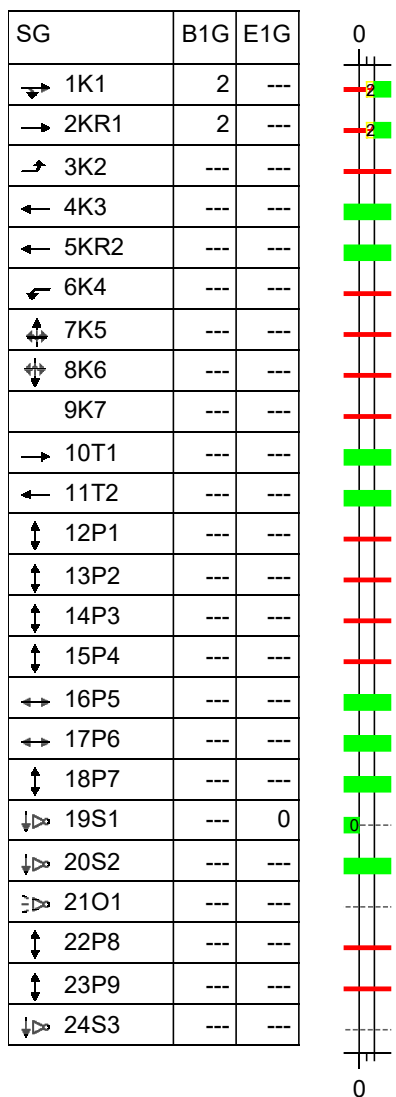 SG B1G E1G 0
1K1 2 --- 2
2KR1 2 --- 2
3K2 --- ---
4K3 --- ---
5KR2 --- ---
6K4 --- ---
7K5 --- ---
8K6 --- ---
9K7 --- ---
10T1 --- ---
11T2 --- ---
12P1 --- ---
13P2 --- ---
14P3 --- ---
15P4 --- ---
16P5 --- ---
17P6 --- ---
18P7 --- ---
19S1 --- 0 0
20S2 --- ---
21O1 --- ---
22P8 --- ---
23P9 --- ---
24S3 --- ---
0